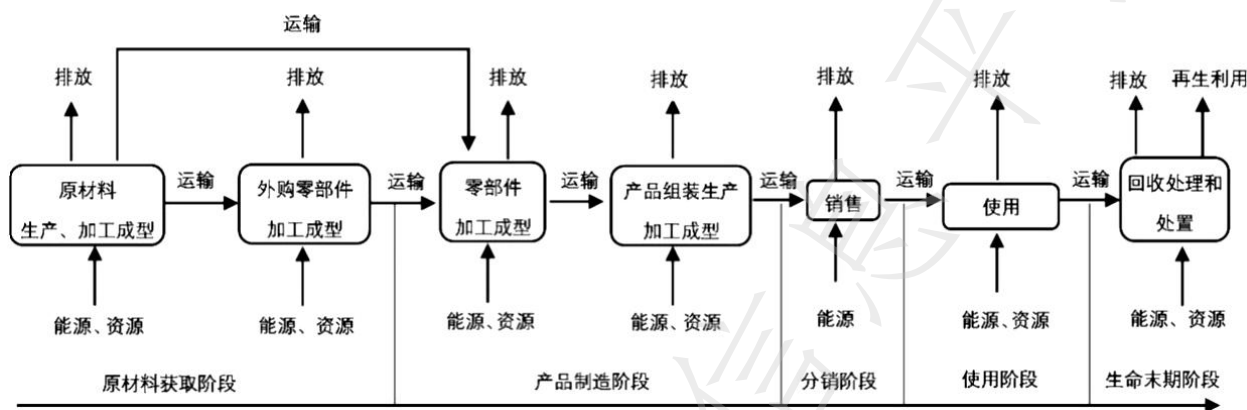 运输
排放
排放
排放
排放
排放
排放
排放
再生利用
原材料
生产、加工成型
运输
外购零部件
加工成型
运输
零部件
加工成型
运输
产品组装生产
加工成型
运输
销售
运输
使用
运输
回收处理和
处置
能源、资源
能源、资源
能源、资源
能源、资源
能源
能源、资源
能源、资源
原材料获取阶段
产品制造阶段
分销阶段
使用阶段
生命末期阶段